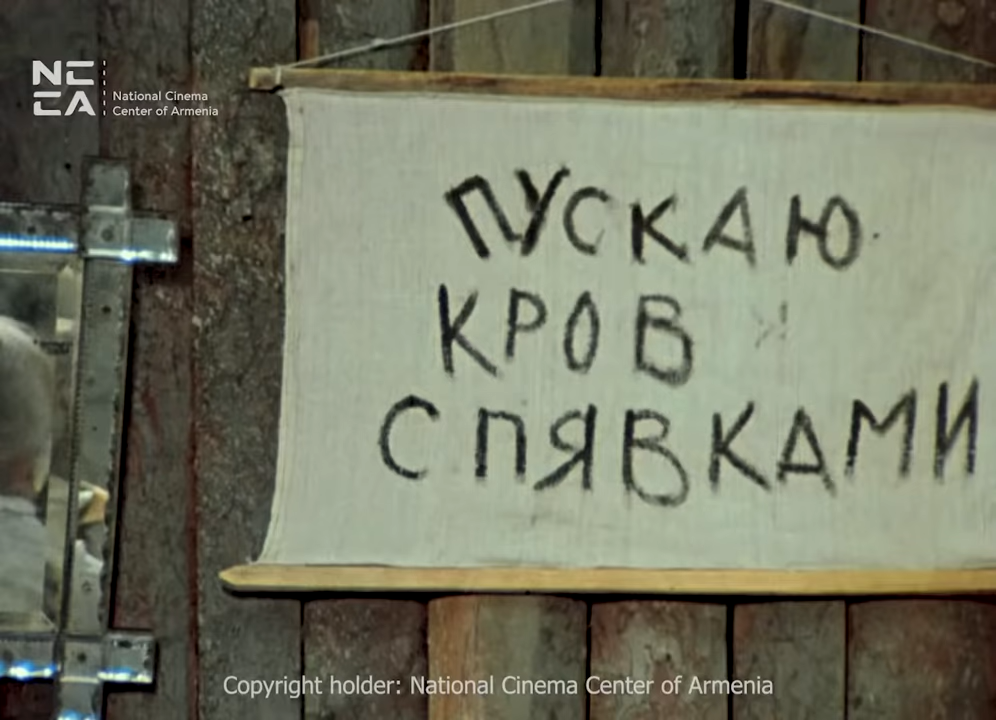 NCCA
National Cinema
Center of Armenia
ПУСКАЮ
КРОВ
СПЯВКАМИ
Copyright holder: National Cinema Center of Armenia